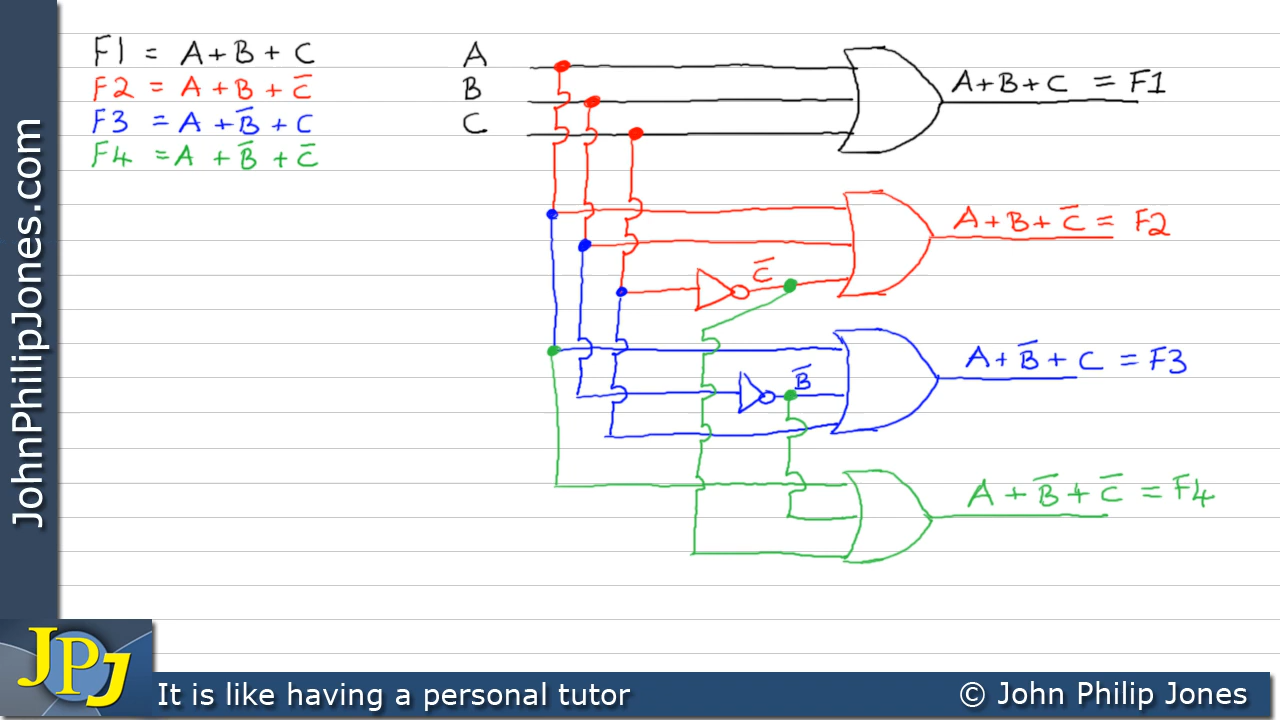 F1 = A + B + C
F2 = A + B + C̅
F3 = A + B̅ + C
F4 = A + B̅ + C̅
A
B
C
A+B+C = F1
A+B+C̅ = F2
C̅
A+B̅+C = F3
B̅
A+B̅+C̅ = F4
JohnPhilipJones.com
JPJ
It is like having a personal tutor
© John Philip Jones